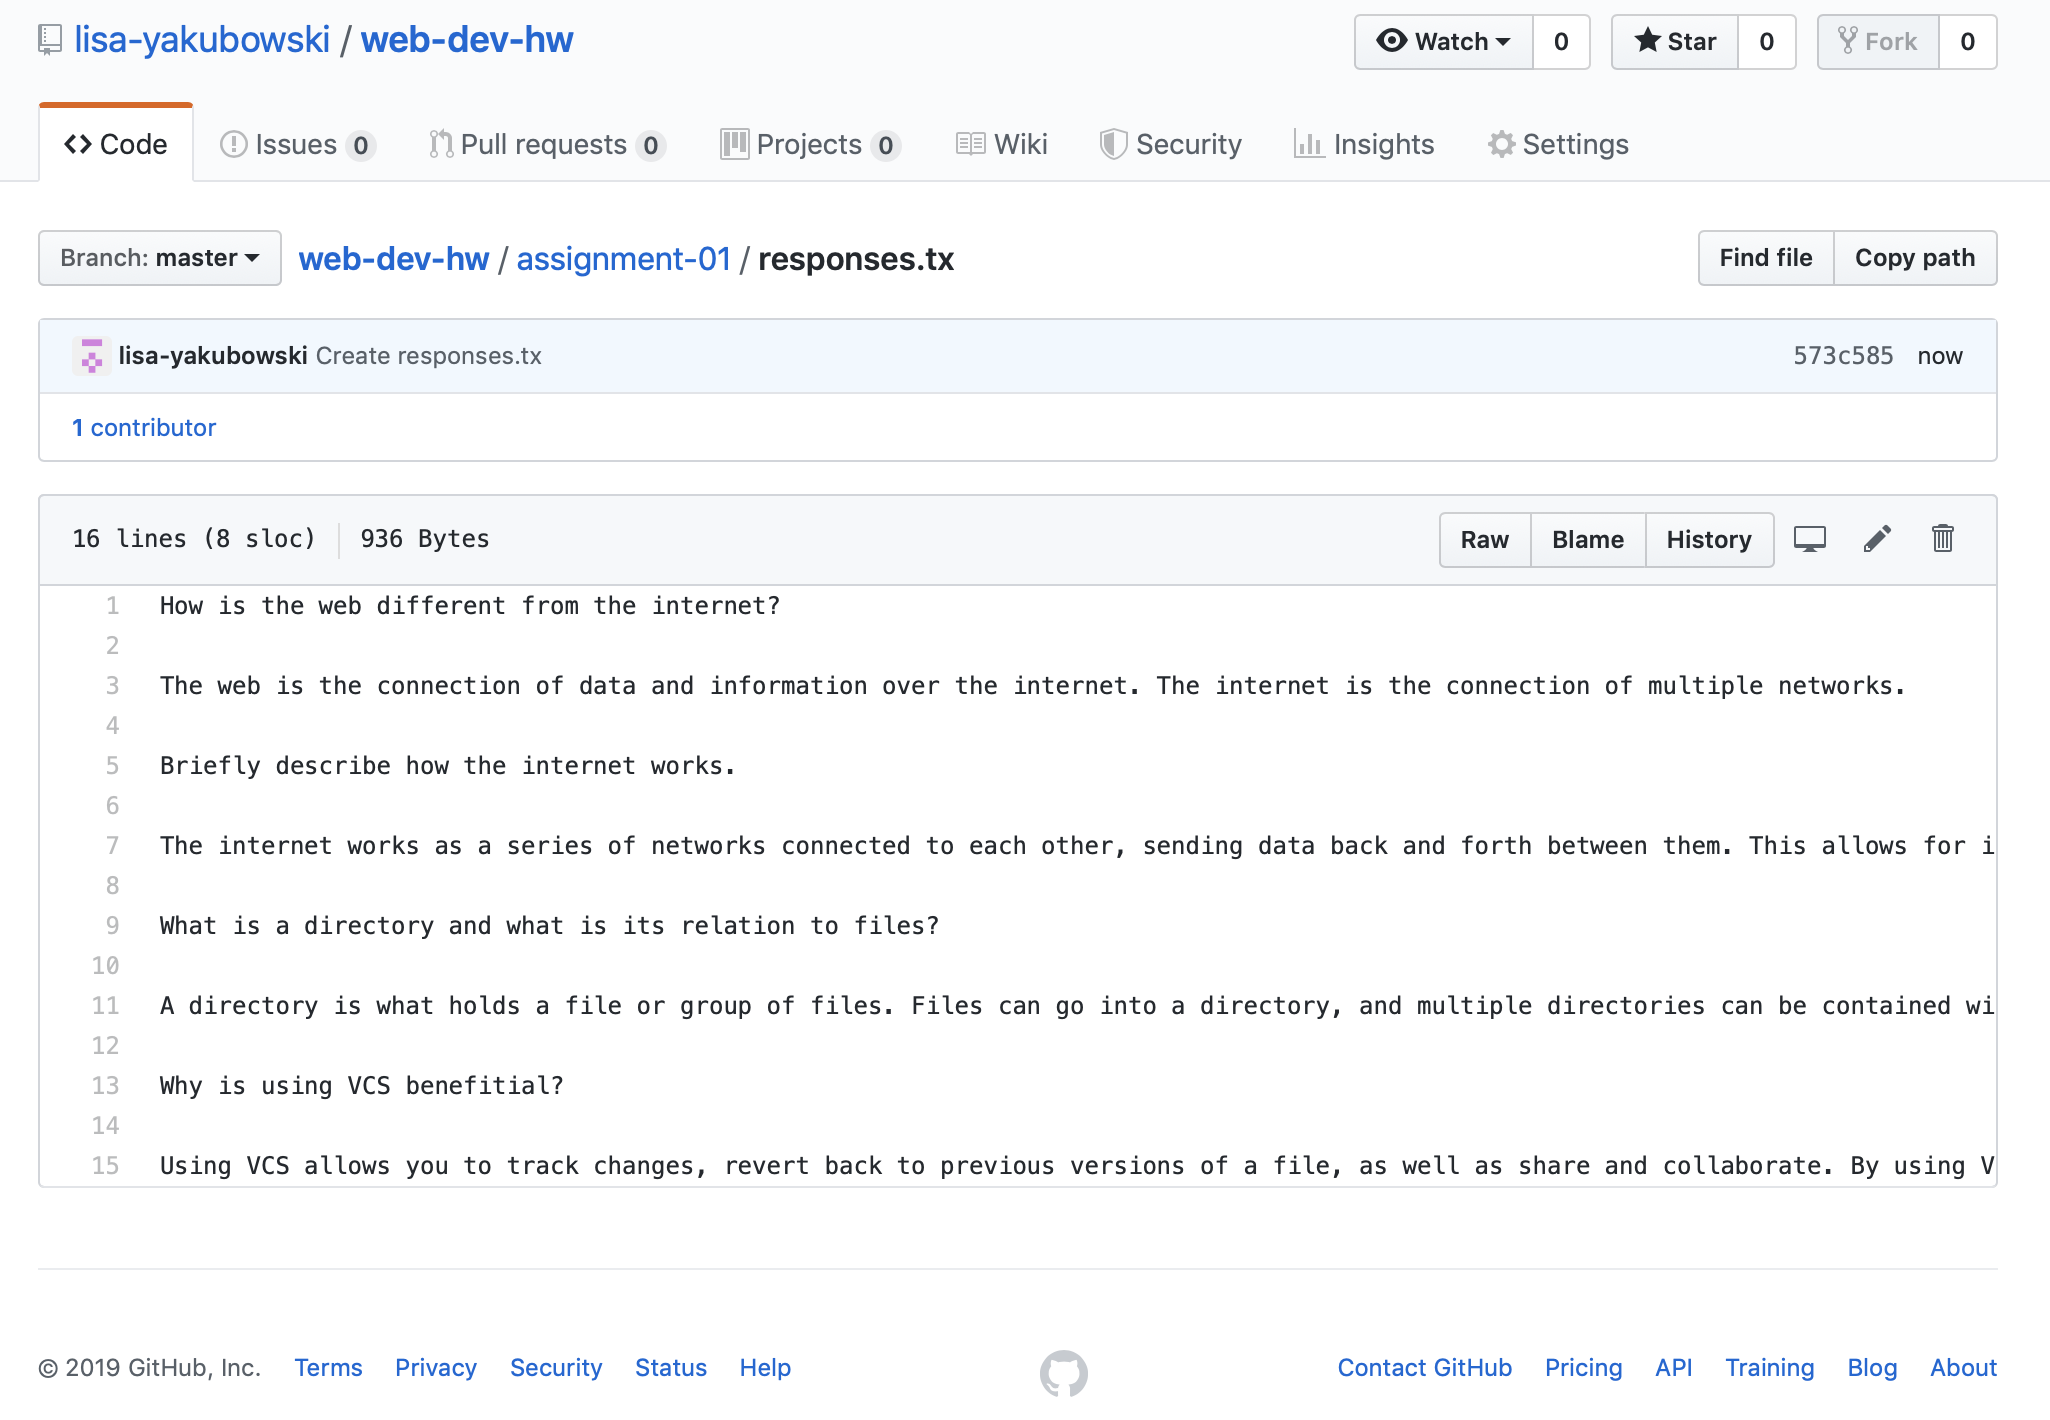 lisa-yakubowski / web-dev-hw
Watch 0 Star 0 Fork 0
Code Issues 0 Pull requests 0 Projects 0 Wiki Security Insights Settings
Branch: master web-dev-hw / assignment-01 / responses.tx Find file Copy path
lisa-yakubowski Create responses.tx 573c585 now
1 contributor
16 lines (8 sloc) 936 Bytes Raw Blame History
1 How is the web different from the internet?
2
3 The web is the connection of data and information over the internet. The internet is the connection of multiple networks.
4
5 Briefly describe how the internet works.
6
7 The internet works as a series of networks connected to each other, sending data back and forth between them. This allows for i
8
9 What is a directory and what is its relation to files?
10
11 A directory is what holds a file or group of files. Files can go into a directory, and multiple directories can be contained wi
12
13 Why is using VCS benefitial?
14
15 Using VCS allows you to track changes, revert back to previous versions of a file, as well as share and collaborate. By using V
© 2019 GitHub, Inc. Terms Privacy Security Status Help Contact GitHub Pricing API Training Blog About